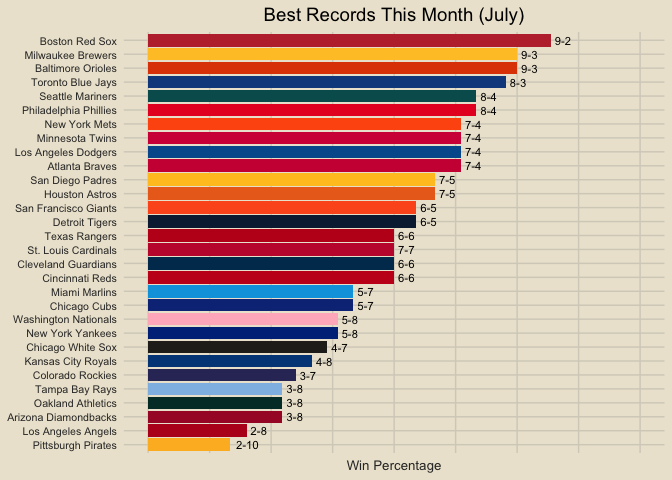 Best Records This Month (July)
Boston Red Sox 9-2
Milwaukee Brewers 9-3
Baltimore Orioles 9-3
Toronto Blue Jays 8-3
Seattle Mariners 8-4
Philadelphia Phillies 8-4
New York Mets 7-4
Minnesota Twins 7-4
Los Angeles Dodgers 7-4
Atlanta Braves 7-4
San Diego Padres 7-5
Houston Astros 7-5
San Francisco Giants 6-5
Detroit Tigers 6-5
Texas Rangers 6-6
St. Louis Cardinals 7-7
Cleveland Guardians 6-6
Cincinnati Reds 6-6
Miami Marlins 5-7
Chicago Cubs 5-7
Washington Nationals 5-8
New York Yankees 5-8
Chicago White Sox 4-7
Kansas City Royals 4-8
Colorado Rockies 3-7
Tampa Bay Rays 3-8
Oakland Athletics 3-8
Arizona Diamondbacks 3-8
Los Angeles Angels 2-8
Pittsburgh Pirates 2-10
Win Percentage